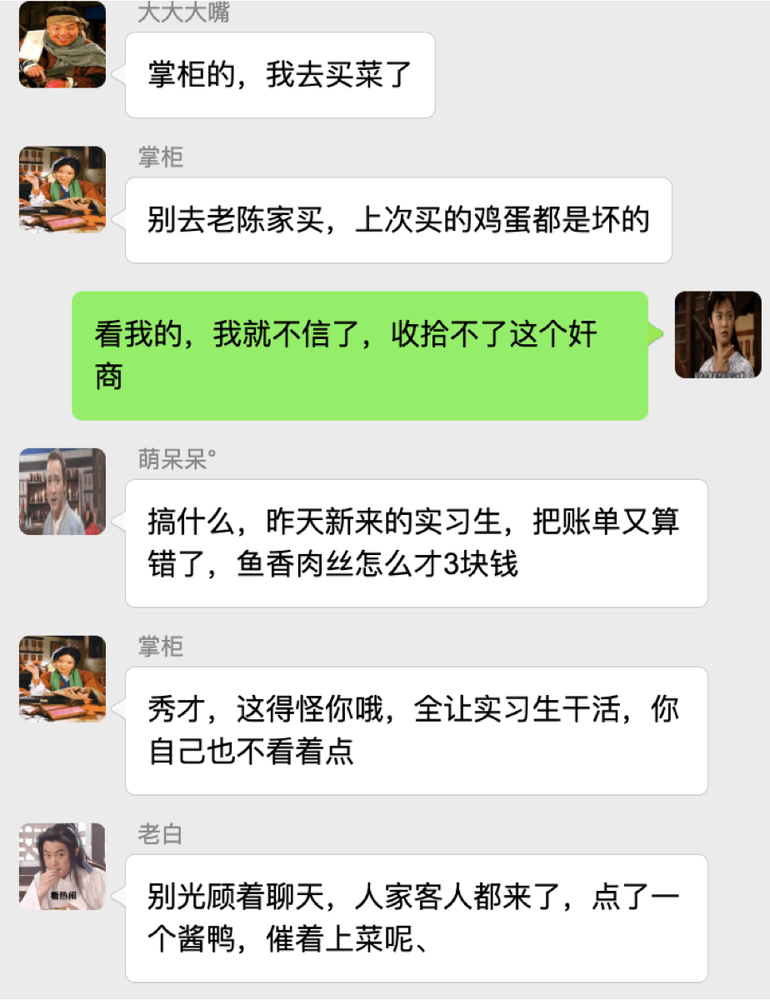 大大大嘴
掌柜的，我去买菜了
掌柜
别去老陈家买，上次买的鸡蛋都是坏的
看我的，我就不信了，收拾不了这个奸
商
萌呆呆°
搞什么，昨天新来的实习生，把账单又算
错了，鱼香肉丝怎么才3块钱
掌柜
秀才，这得怪你哦，全让实习生干活，你
自己也不看着点
老白
看热闹
别光顾着聊天，人家客人都来了，点了一
个酱鸭，催着上菜呢、